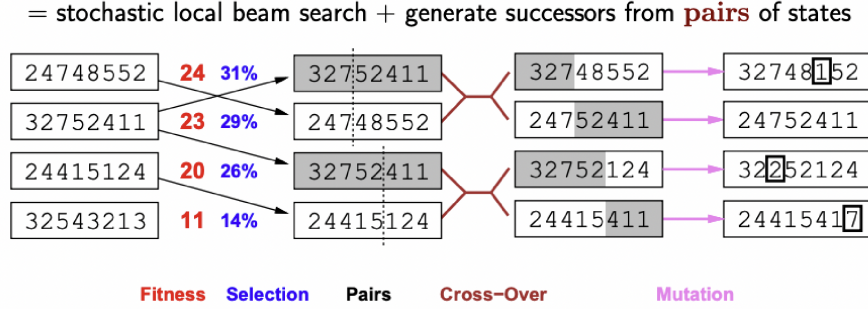 = stochastic local beam search + generate successors from pairs of states
24748552 24 31% 32752411 32748552 32748152
32752411 23 29% 24748552 24752411 24752411
24415124 20 26% 32752411 32752124 32252124
32543213 11 14% 24415124 24415411 24415417
Fitness Selection Pairs Cross–Over Mutation